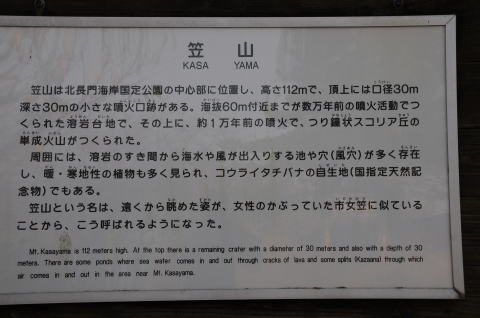 笠山
KASA YAMA
笠山は北長門海岸国定公園の中心部に位置し、高さ112mで、頂上には口径30m
深さ30mの小さな噴火口跡がある。海抜60m付近までが数万年前の噴火活動でつ
くられた溶岩台地で、その上に、約1万年前の噴火で、つり鐘状スコリア丘の
単成火山がつくられた。
周囲には、溶岩のすき間から海水や風が出入りする池や穴(風穴)が多く存在
し、暖・寒地性の植物も多く見られ、コウライタチバナの自生地(国指定天然記
念物)でもある。
笠山という名は、遠くから眺めた姿が、女性のかぶっていた市女笠に似ている
ことから、こう呼ばれるようになった。
Mt. Kasayama is 112 meters high. At the top there is a remaining crater with a diameter of 30 meters and also with a depth of 30
meters. There are some ponds where sea water comes in and out through cracks of lava and some splits (Kazaana) through which
air comes in and out in the area near Mt. Kasayama.